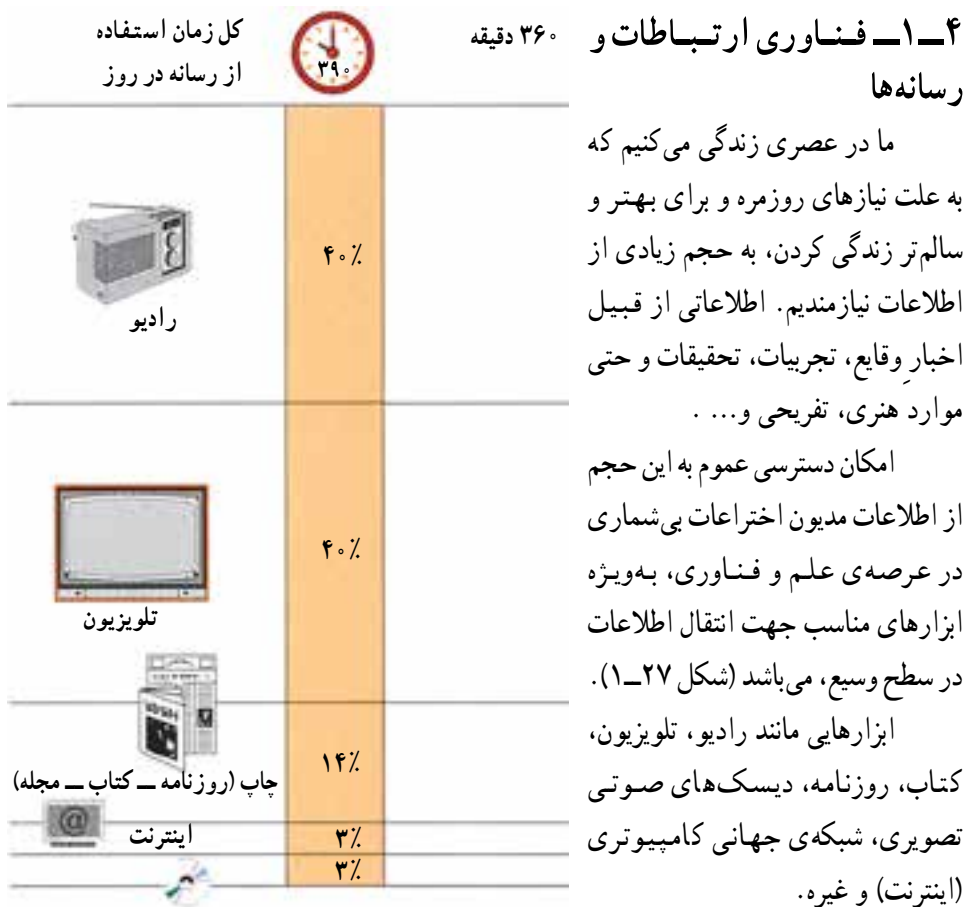 ۴ــ۱ــ فناوری ارتباطات و
رسانه‌ها
ما در عصری زندگی می‌کنیم که
به علت نیازهای روزمره و برای بهتر و
سالم‌تر زندگی کردن، به حجم زیادی از
اطلاعات نیازمندیم. اطلاعاتی از قبیل
اخبارِ وقایع، تجربیات، تحقیقات و حتی
موارد هنری، تفریحی و... .
امکان دسترسی عموم به این حجم
از اطلاعات مدیون اختراعات بی‌شماری
در عرصه‌ی علم و فناوری، به‌ویژه
ابزارهای مناسب جهت انتقال اطلاعات
در سطح وسیع، می‌باشد (شکل ۲۷ــ۱).
ابزارهایی مانند رادیو، تلویزیون،
کتاب، روزنامه، دیسک‌های صوتی
تصویری، شبکه‌ی جهانی کامپیوتری
(اینترنت) و غیره.
۳۶۰ دقیقه
۳۹۰
کل زمان استفاده
از رسانه در روز
۴۰٪
رادیو
۴۰٪
تلویزیون
۱۴٪
چاپ (روزنامه ــ کتاب ــ مجله)
۳٪
اینترنت
@
۳٪